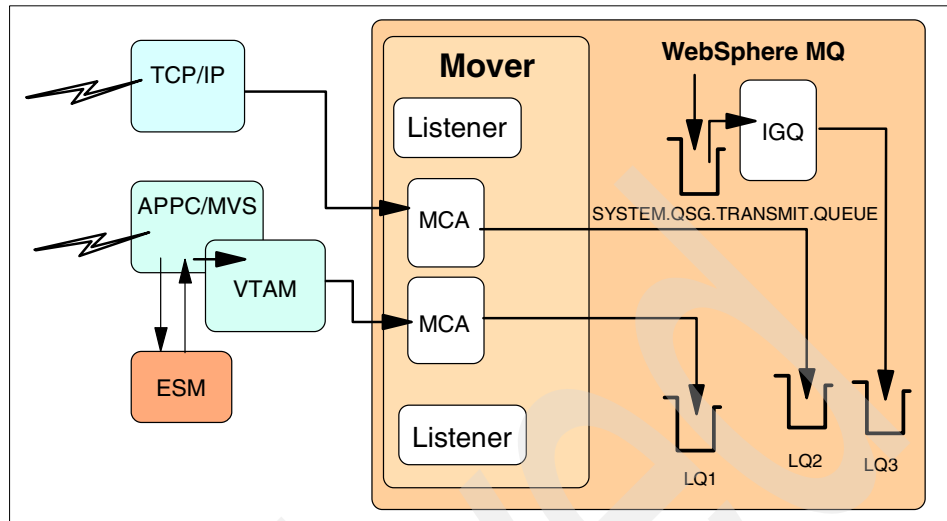 TCP/IP
APPC/MVS
VTAM
ESM
Mover
Listener
MCA
MCA
Listener
WebSphere MQ
IGQ
SYSTEM.QSG.TRANSMIT.QUEUE
LQ1
LQ2
LQ3